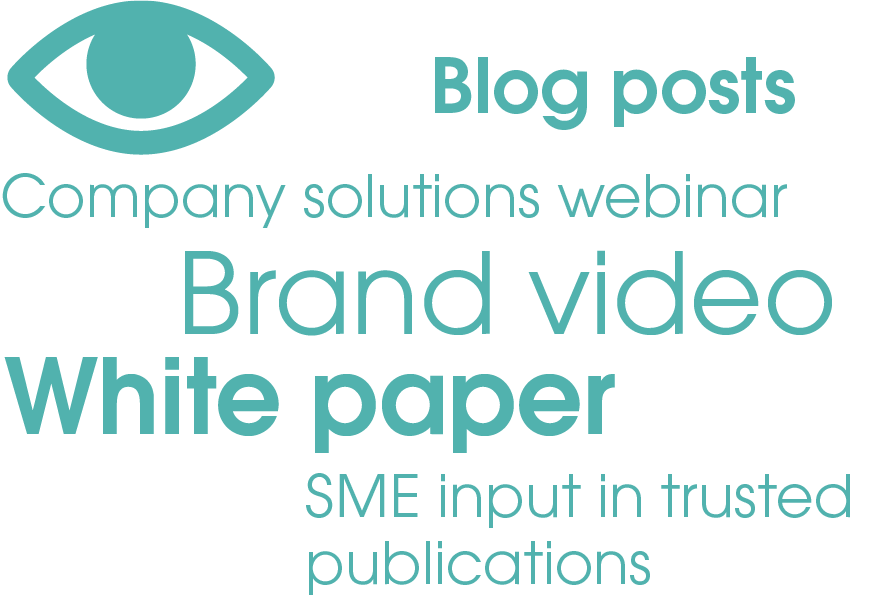 Blog posts
Company solutions webinar
Brand video
White paper
SME input in trusted
publications